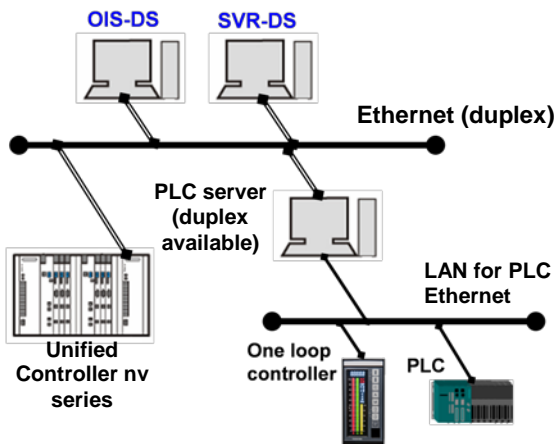 OIS-DS
SVR-DS
Ethernet (duplex)
PLC server
(duplex
available)
LAN for PLC
Ethernet
Unified
Controller nv
series
One loop
controller
PLC